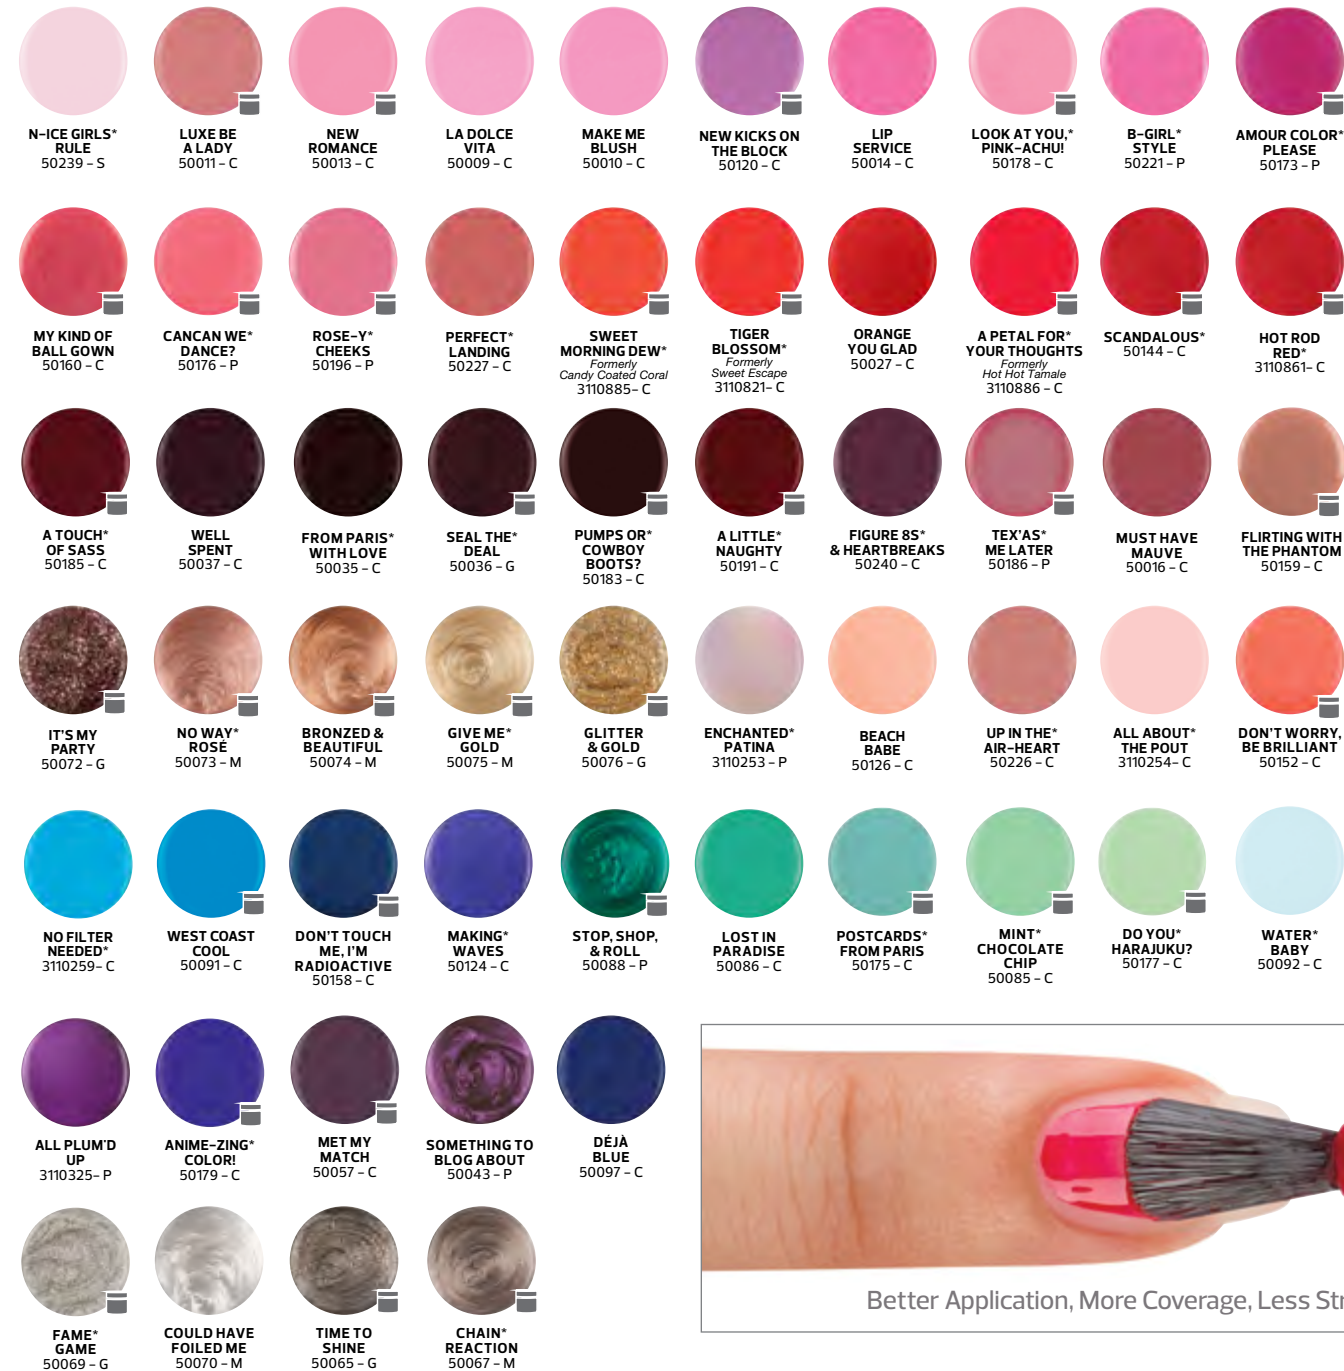 N-ICE GIRLS*
RULE
50239 - S
LUXE BE
A LADY
50011 - C
NEW
ROMANCE
50013 - C
LA DOLCE
VITA
50009 - C
MAKE ME
BLUSH
50010 - C
NEW KICKS ON
THE BLOCK
50120 - C
LIP
SERVICE
50014 - C
LOOK AT YOU,*
PINK-ACHU!
50178 - C
B-GIRL*
STYLE
50221 - P
AMOUR COLOR*
PLEASE
50173 - P
MY KIND OF
BALL GOWN
50160 - C
CANCAN WE*
DANCE?
50176 - P
ROSE-Y*
CHEEKS
50196 - P
PERFECT*
LANDING
50227 - C
SWEET
MORNING DEW*
Formerly
Candy Coated Coral
3110885- C
TIGER
BLOSSOM*
Formerly
Sweet Escape
3110821- C
ORANGE
YOU GLAD
50027 - C
A PETAL FOR*
YOUR THOUGHTS
Formerly
Hot Hot Tamale
3110886 - C
SCANDALOUS*
50144 - C
HOT ROD
RED*
3110861- C
A TOUCH*
OF SASS
50185 - C
WELL
SPENT
50037 - C
FROM PARIS*
WITH LOVE
50035 - C
SEAL THE*
DEAL
50036 - G
PUMPS OR*
COWBOY
BOOTS?
50183 - C
A LITTLE*
NAUGHTY
50191 - C
FIGURE 8S*
& HEARTBREAKS
50240 - C
TEX'AS*
ME LATER
50186 - P
MUST HAVE
MAUVE
50016 - C
FLIRTING WITH
THE PHANTOM
50159 - C
IT'S MY
PARTY
50072 - G
NO WAY*
ROSÉ
50073 - M
BRONZED &
BEAUTIFUL
50074 - M
GIVE ME*
GOLD
50075 - M
GLITTER
& GOLD
50076 - G
ENCHANTED*
PATINA
3110253 - P
BEACH
BABE
50126 - C
UP IN THE*
AIR-HEART
50226 - C
ALL ABOUT*
THE POUT
3110254- C
DON'T WORRY,
BE BRILLIANT
50152 - C
NO FILTER
NEEDED*
3110259- C
WEST COAST
COOL
50091 - C
DON'T TOUCH
ME, I'M
RADIOACTIVE
50158 - C
MAKING*
WAVES
50124 - C
STOP, SHOP,
& ROLL
50088 - P
LOST IN
PARADISE
50086 - C
POSTCARDS*
FROM PARIS
50175 - C
MINT*
CHOCOLATE
CHIP
50085 - C
DO YOU*
HARAJUKU?
50177 - C
WATER*
BABY
50092 - C
ALL PLUM'D
UP
3110325- P
ANIME-ZING*
COLOR!
50179 - C
MET MY
MATCH
50057 - C
SOMETHING TO
BLOG ABOUT
50043 - P
DÉJÀ
BLUE
50097 - C
Better Application, More Coverage, Less Str
FAME*
GAME
50069 - G
COULD HAVE
FOILED ME
50070 - M
TIME TO
SHINE
50065 - G
CHAIN*
REACTION
50067 - M